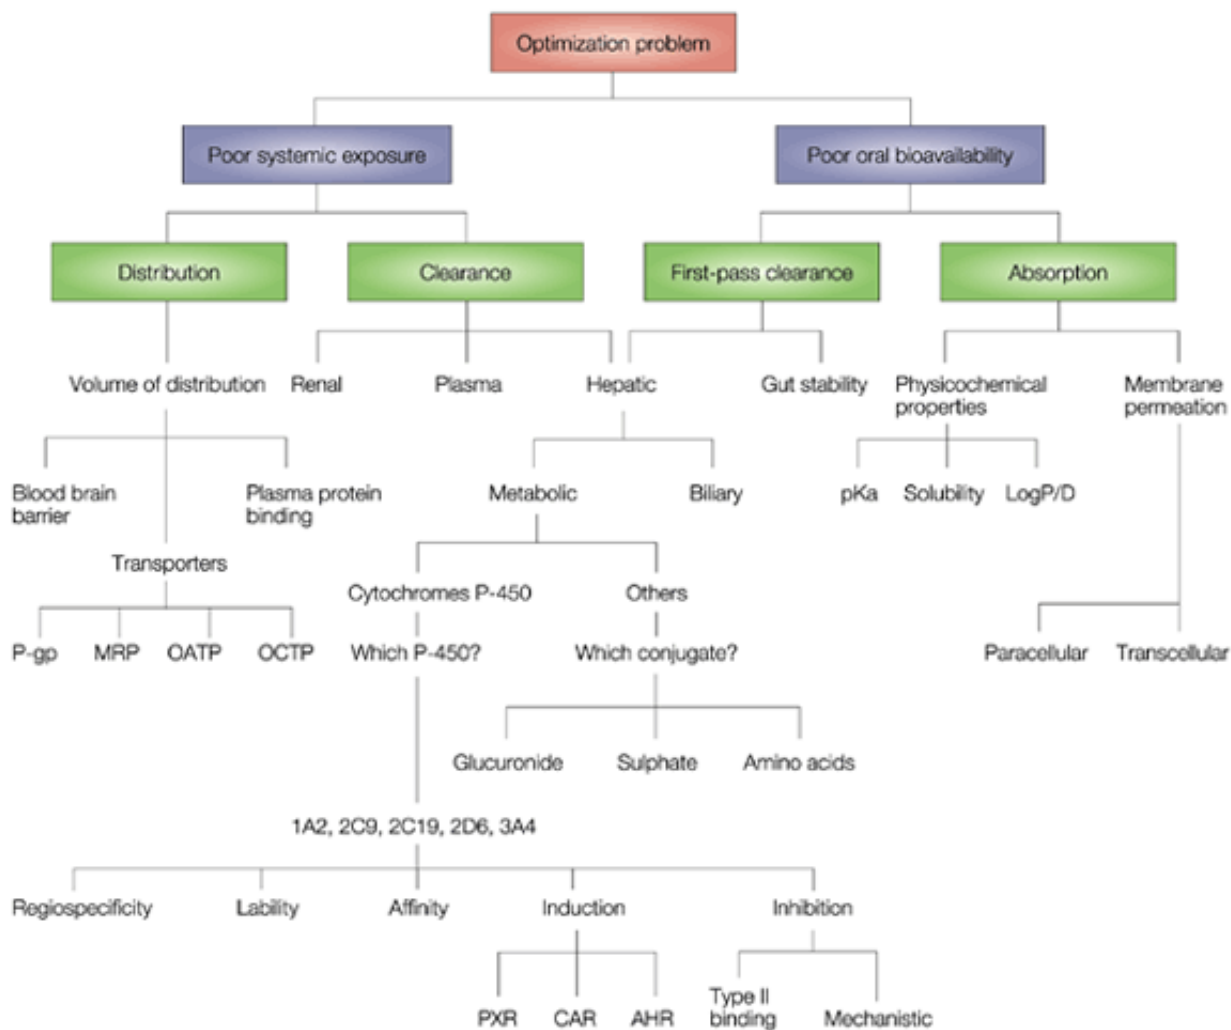 Optimization problem
Poor systemic exposure
Poor oral bioavailability
Distribution
Clearance
First-pass clearance
Absorption
Volume of distribution
Renal
Plasma
Hepatic
Gut stability
Physicochemical
properties
Membrane
permeation
Blood brain
barrier
Plasma protein
binding
Metabolic
Biliary
pKa
Solubility
LogP/D
Transporters
Cytochromes P-450
Others
P-gp
MRP
OATP
OCTP
Which P-450?
Which conjugate?
Paracellular
Transcellular
Glucuronide
Sulphate
Amino acids
1A2, 2C9, 2C19, 2D6, 3A4
Regiospecificity
Lability
Affinity
Induction
Inhibition
PXR
CAR
AHR
Type II
binding
Mechanistic